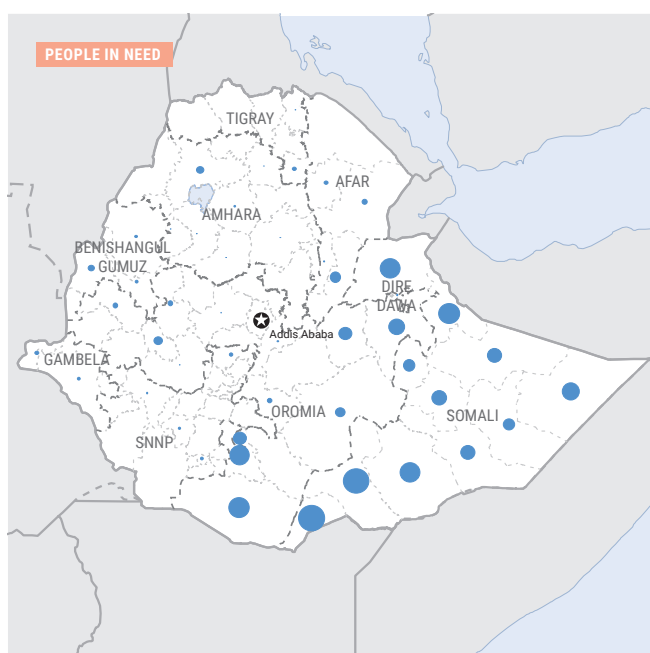 PEOPLE IN NEED
TIGRAY
AFAR
AMHARA
BENISHANGUL
GUMUZ
DIRE
DAWA
Addis Ababa
GAMBELA
OROMIA
SOMALI
SNNP